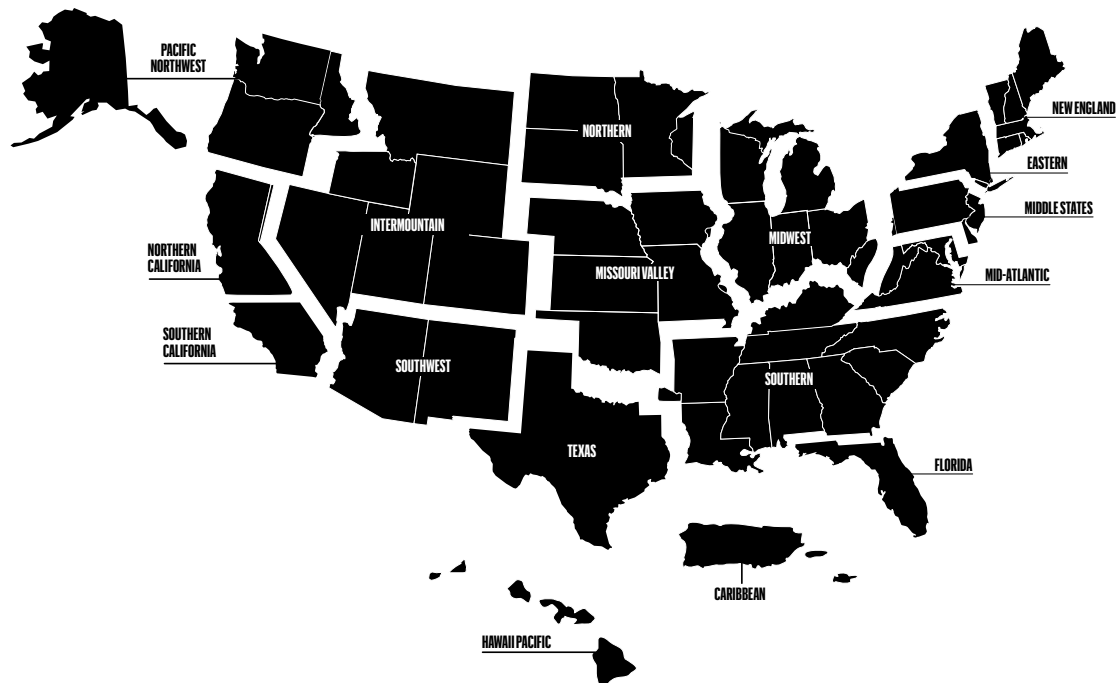 PACIFIC
NORTHWEST
NEW ENGLAND
NORTHERN
EASTERN
MIDDLE STATES
INTERMOUNTAIN
MIDWEST
NORTHERN
CALIFORNIA
MISSOURI VALLEY
MID-ATLANTIC
SOUTHERN
CALIFORNIA
SOUTHWEST
SOUTHERN
TEXAS
FLORIDA
CARIBBEAN
HAWAII PACIFIC